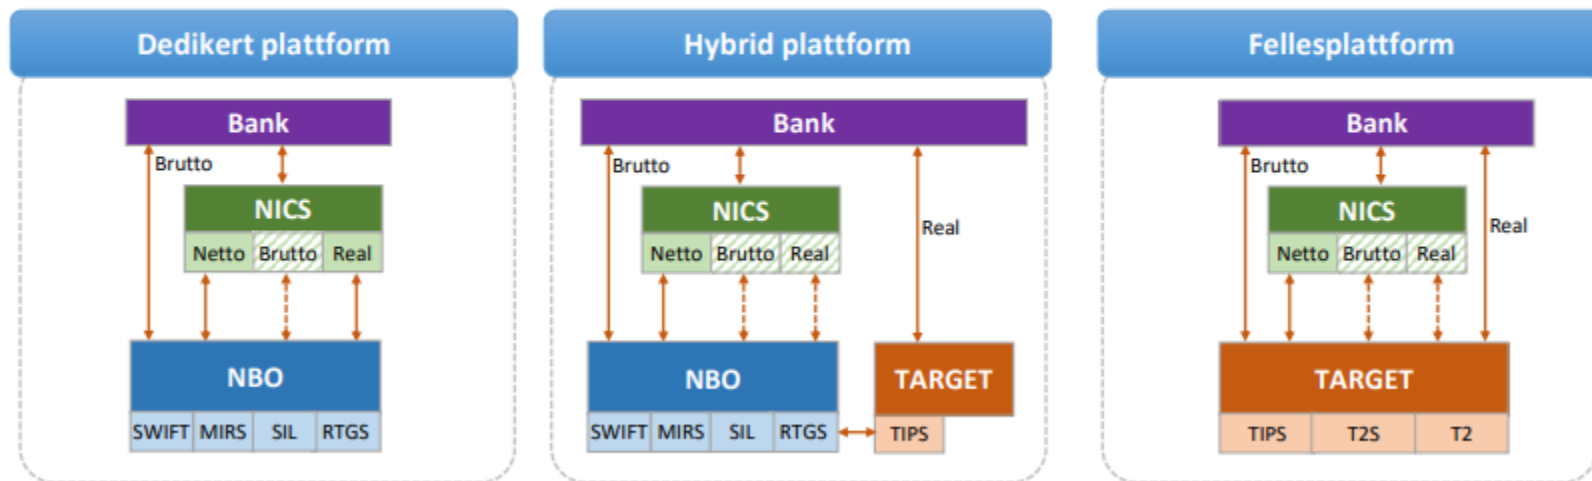 Dedikert plattform
Bank
Brutto
NICS
Netto Brutto Real
NBO
SWIFT MIRS SIL RTGS
Hybrid plattform
Bank
Brutto
NICS
Real
Netto Brutto Real
NBO
TARGET
SWIFT MIRS SIL RTGS
TIPS
Fellesplattform
Bank
Brutto
NICS
Real
Netto Brutto Real
TARGET
TIPS T2S T2